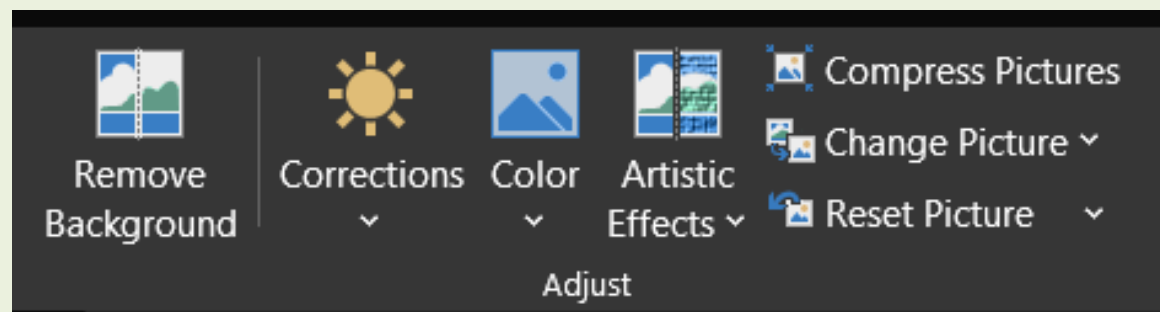 Remove
Background
Corrections
Color
Artistic
Effects
Compress Pictures
Change Picture
Reset Picture
Adjust